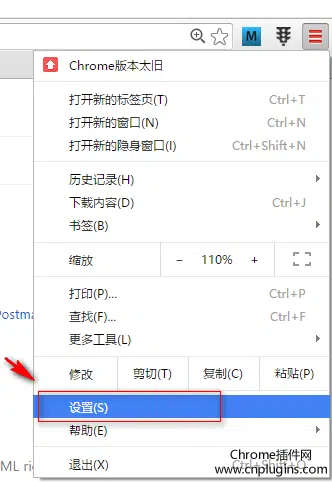 M
Chrome版本太旧
打开新的标签页(T) Ctrl+T
打开新的窗口(N) Ctrl+N
打开新的隐身窗口(I) Ctrl+Shift+N
历史记录(H)
下载内容(D) Ctrl+J
书签(B)
缩放 − 110% +
打印(P)... Ctrl+P
Postma
查找(F)... Ctrl+F
更多工具(L)
修改 剪切(T) 复制(C) 粘贴(P)
设置(S)
帮助(E)
Chrome插件网
ML rig
退出(X) Ctrl+Shift+Q
www.cnplugins.com